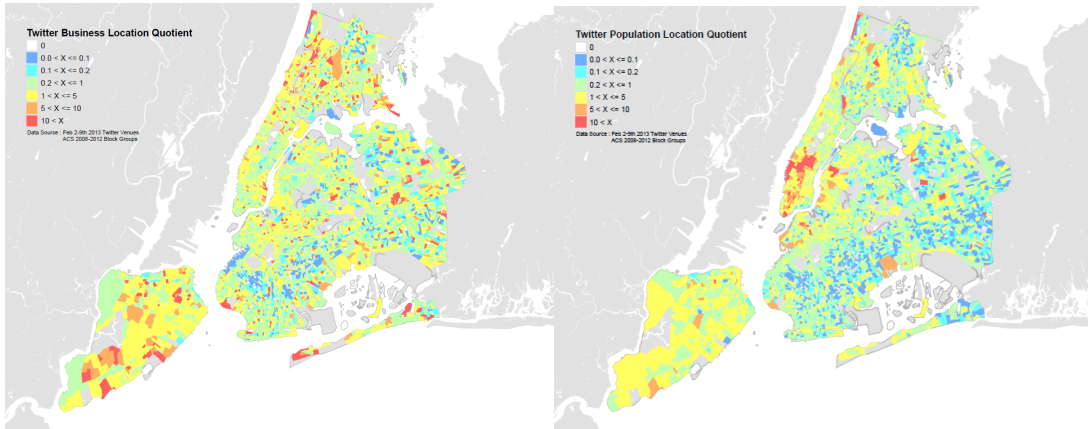 Twitter Business Location Quotient
0
0.0 < X <= 0.1
0.1 < X <= 0.2
0.2 < X <= 1
1 < X <= 5
5 < X <= 10
10 < X
Data Source : Feb 2-9th 2013 Twitter Venues
ACS 2008-2012 Block Groups
Twitter Population Location Quotient
0
0.0 < X <= 0.1
0.1 < X <= 0.2
0.2 < X <= 1
1 < X <= 5
5 < X <= 10
10 < X
Data Source : Feb 2-9th 2013 Twitter Venues
ACS 2008-2012 Block Groups